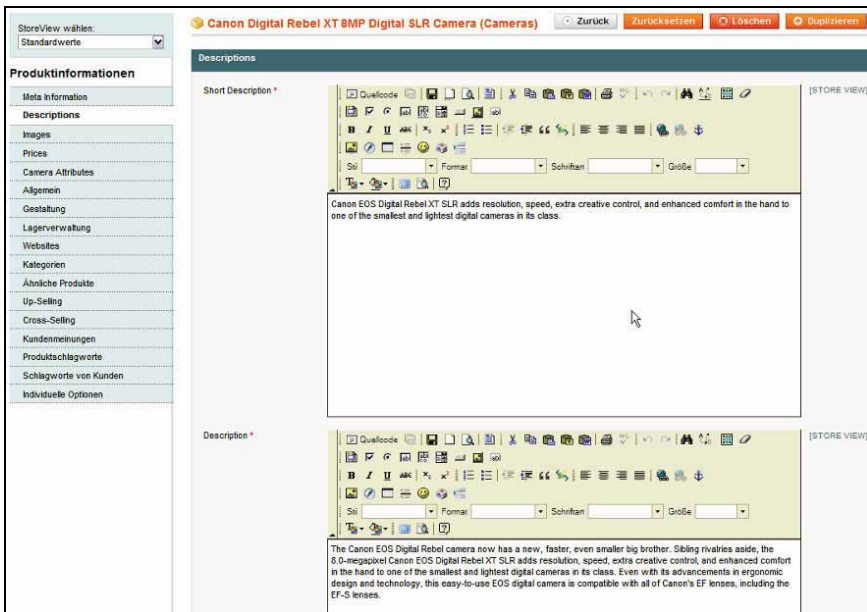 StoreView wählen:
Standardwerte
Produktinformationen
Meta Information
Descriptions
Images
Prices
Camera Attributes
Allgemein
Gestaltung
Lagerverwaltung
Websites
Kategorien
Ähnliche Produkte
Up-Selling
Cross-Selling
Kundenmeinungen
Produktschlagworte
Schlagworte von Kunden
Individuelle Optionen
Canon Digital Rebel XT 8MP Digital SLR Camera (Cameras)
Zurück
Zurücksetzen
Löschen
Duplizieren
Descriptions
Short Description *
[STORE VIEW]
Quellcode
B I U ABC X₂ X²
Stil Format Schriften Größe
Canon EOS Digital Rebel XT SLR adds resolution, speed, extra creative control, and enhanced comfort in the hand to
one of the smallest and lightest digital cameras in its class.
Description *
[STORE VIEW]
Quellcode
B I U ABC X₂ X²
Stil Format Schriften Größe
The Canon EOS Digital Rebel camera now has a new, faster, even smaller big brother. Sibling rivalries aside, the
8.0-megapixel Canon EOS Digital Rebel XT SLR adds resolution, speed, extra creative control, and enhanced comfort
in the hand to one of the smallest and lightest digital cameras in its class. Even with its advancements in ergonomic
design and technology, this easy-to-use EOS digital camera is compatible with all of Canon's EF lenses, including the
EF-S lenses.